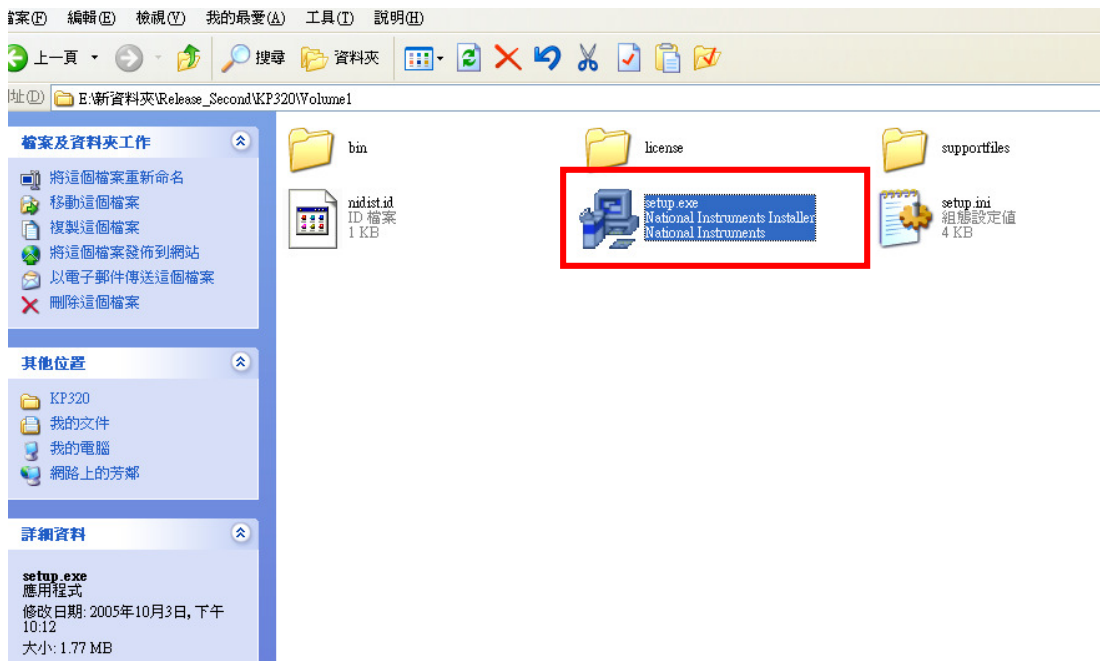 檔案(F) 編輯(E) 檢視(V) 我的最愛(A) 工具(T) 說明(H)
上一頁 搜尋 資料夾
址(D) E:\新資料夾\Release_Second\KP320\Volume1
檔案及資料夾工作
將這個檔案重新命名
移動這個檔案
複製這個檔案
將這個檔案發佈到網站
以電子郵件傳送這個檔案
刪除這個檔案
其他位置
KP320
我的文件
我的電腦
網路上的芳鄰
詳細資料
setup.exe
應用程式
修改日期: 2005年10月3日, 下午
10:12
大小: 1.77 MB
bin
license
supportfiles
nidist.id
ID 檔案
1 KB
setup.exe
National Instruments Installer
National Instruments
setup.ini
組態設定值
4 KB